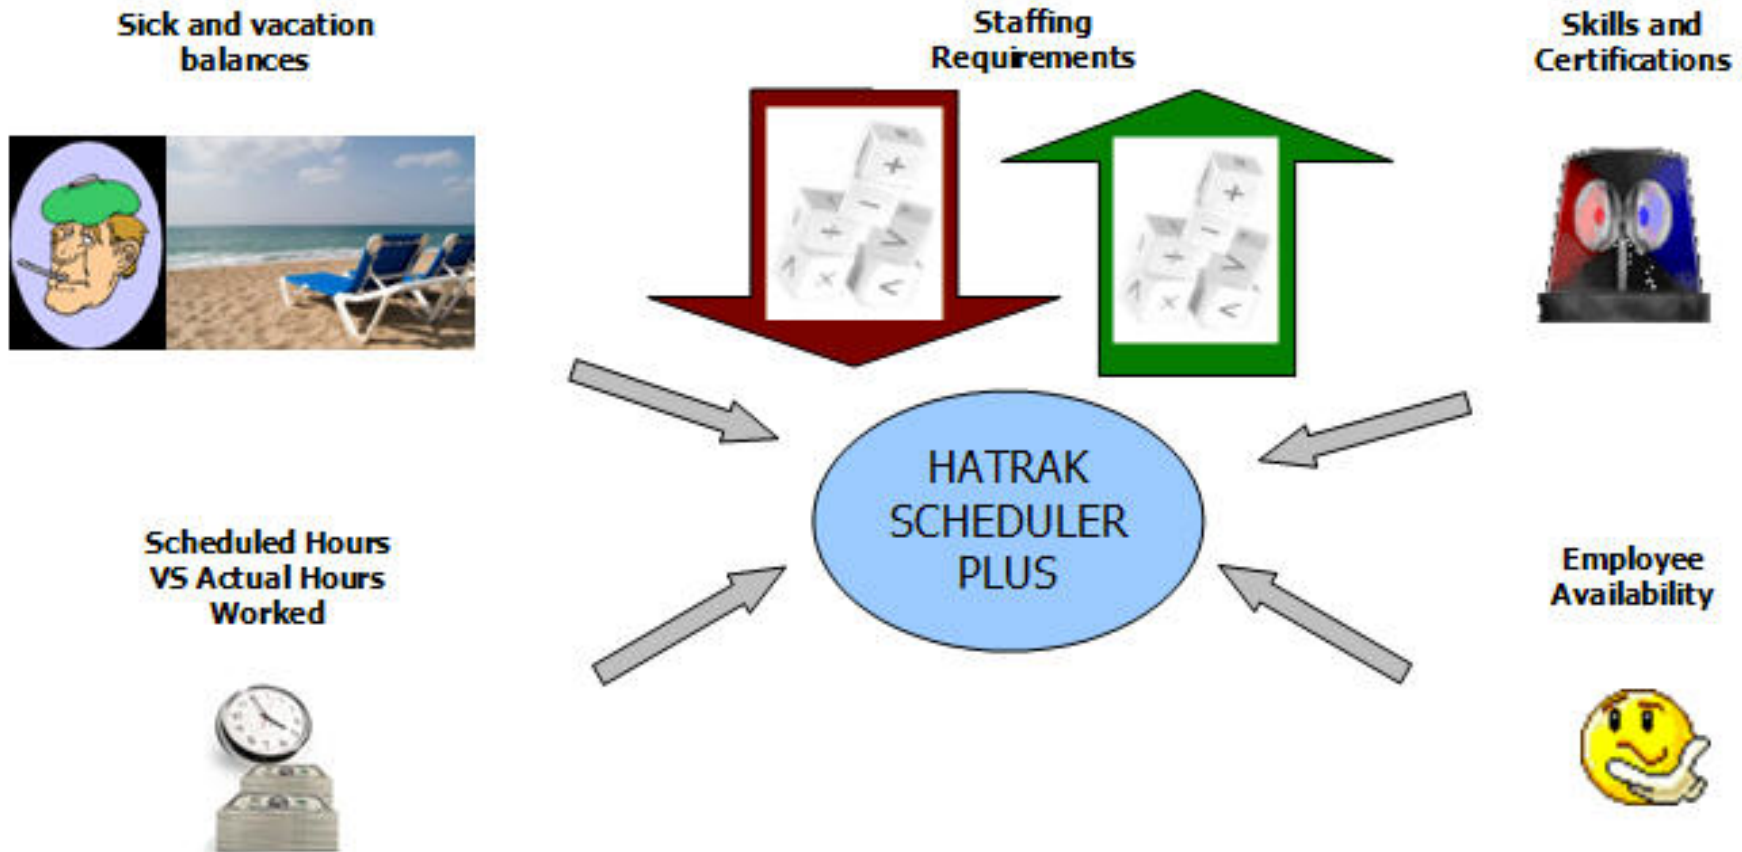 Sick and vacation
balances
Staffing
Requirements
Skills and
Certifications
HATRAK
SCHEDULER
PLUS
Scheduled Hours
VS Actual Hours
Worked
Employee
Availability